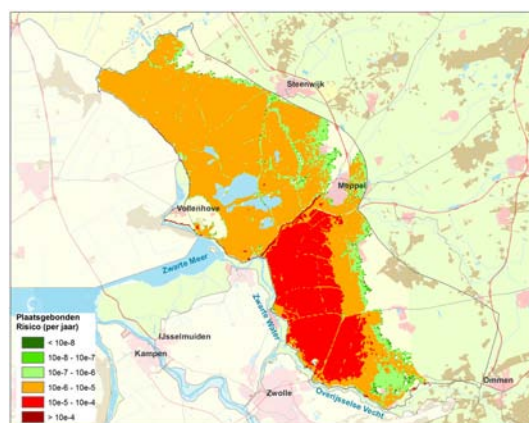 Steenwijk
Meppel
Vollenhove
Zwarte Meer
Zwarte Water
IJsselmuiden
Kampen
Zwolle
Overijsselse Vecht
Ommen
Plaatsgebonden
Risico (per jaar)
< 10e-8
10e-8 - 10e-7
10e-7 - 10e-6
10e-6 - 10e-5
10e-5 - 10e-4
> 10e-4